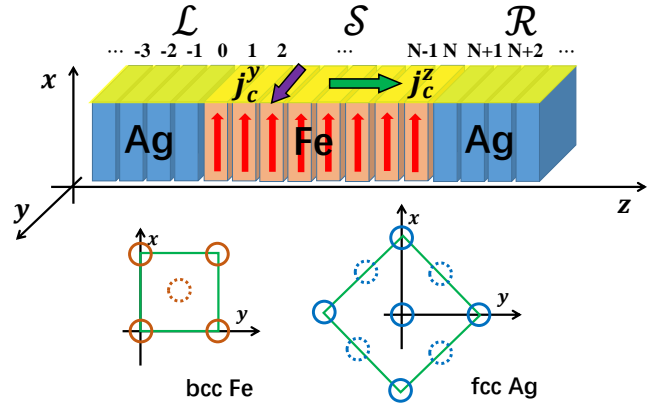 ℒ 𝒮 ℛ
··· -3 -2 -1 0 1 2 ··· N-1 N N+1 N+2 ···
x j_c^y j_c^z
Ag Fe Ag
y z
x x
y y
bcc Fe fcc Ag